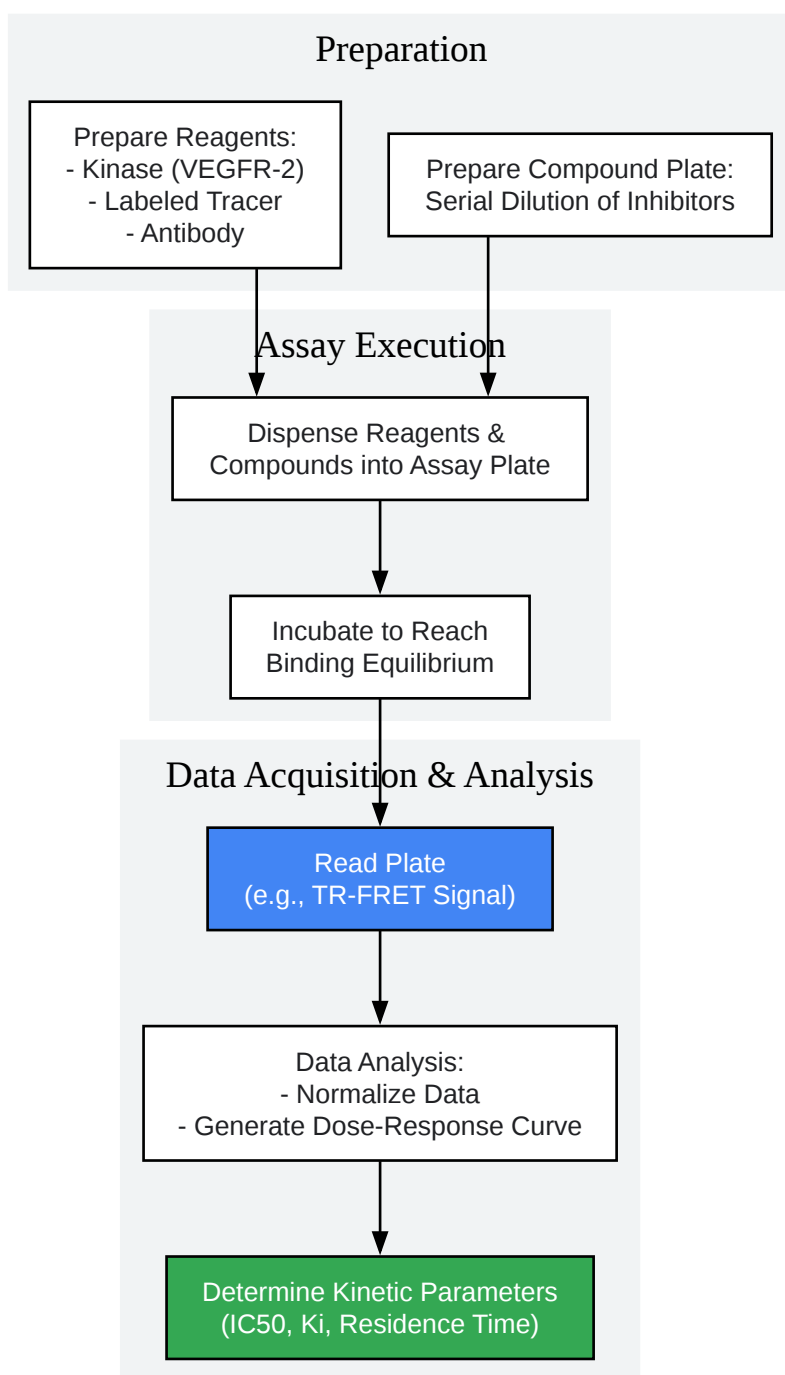 Preparation
Prepare Reagents:
- Kinase (VEGFR-2)
- Labeled Tracer
- Antibody
Prepare Compound Plate:
Serial Dilution of Inhibitors
Assay Execution
Dispense Reagents &
Compounds into Assay Plate
Incubate to Reach
Binding Equilibrium
Data Acquisition & Analysis
Read Plate
(e.g., TR-FRET Signal)
Data Analysis:
- Normalize Data
- Generate Dose-Response Curve
Determine Kinetic Parameters
(IC50, Ki, Residence Time)